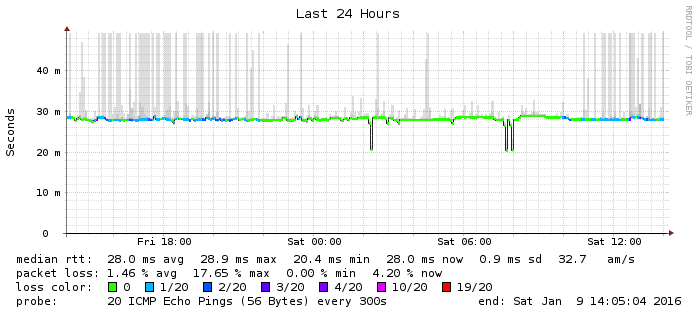 Last 24 Hours
RRDTOOL / TOBI OETIKER
Seconds
40 m
30 m
20 m
10 m
0
Fri 18:00 Sat 00:00 Sat 06:00 Sat 12:00
median rtt: 28.0 ms avg 28.9 ms max 20.4 ms min 28.0 ms now 0.9 ms sd 32.7 am/s
packet loss: 1.46 % avg 17.65 % max 0.00 % min 4.20 % now
loss color: 0 1/20 2/20 3/20 4/20 10/20 19/20
probe: 20 ICMP Echo Pings (56 Bytes) every 300s end: Sat Jan 9 14:05:04 2016